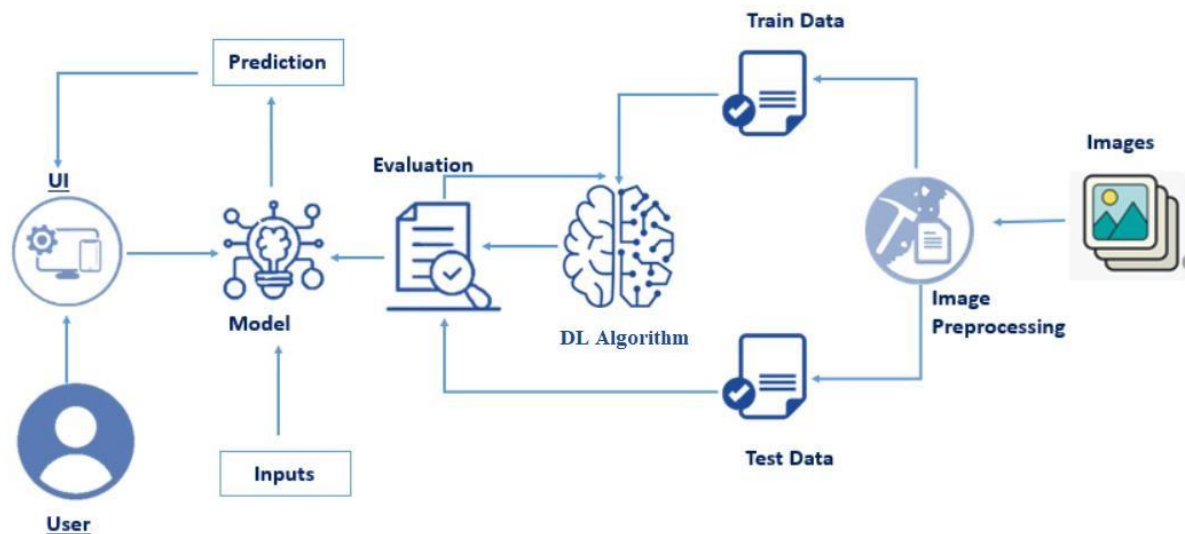 Train Data
Prediction
Images
Evaluation
UI
Model
DL Algorithm
Image
Preprocessing
Test Data
Inputs
User